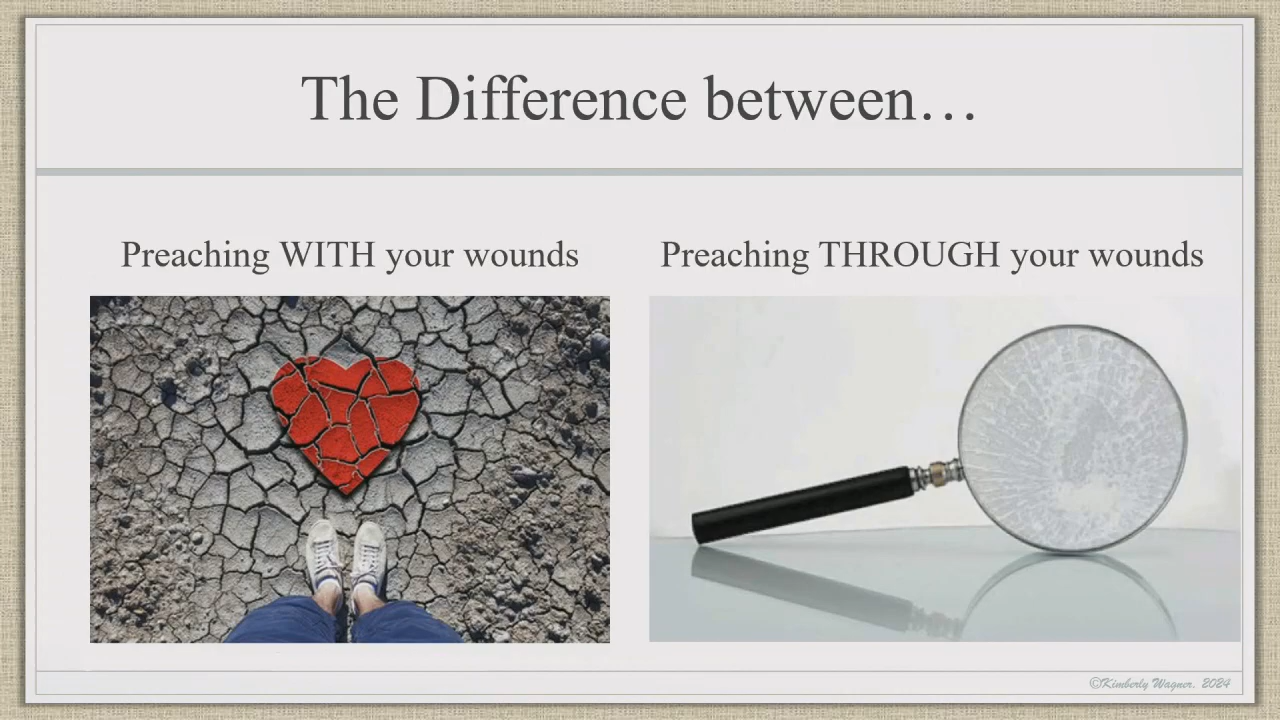 The Difference between…
Preaching WITH your wounds
Preaching THROUGH your wounds
©Kimberly Wagner, 2024